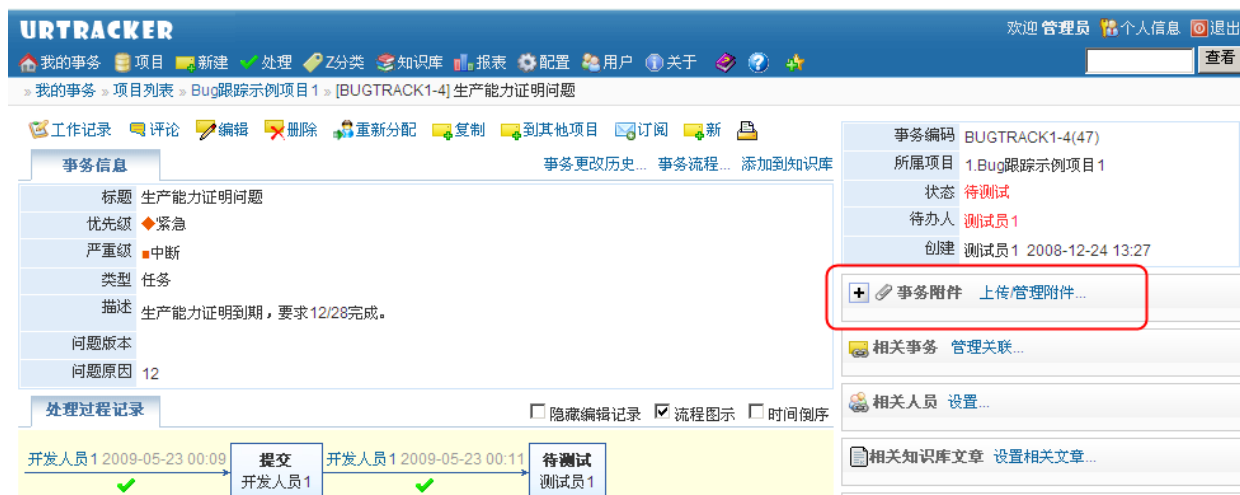 URTRACKER
欢迎 管理员 个人信息 退出
我的事务 项目 新建 处理 Z分类 知识库 报表 配置 用户 关于 查看
» 我的事务 » 项目列表 » Bug跟踪示例项目1 » [BUGTRACK1-4] 生产能力证明问题
工作记录 评论 编辑 删除 重新分配 复制 到其他项目 订阅 新
事务信息 事务更改历史... 事务流程... 添加到知识库
标题 生产能力证明问题
优先级 紧急
严重级 中断
类型 任务
描述 生产能力证明到期，要求12/28完成。
问题版本
问题原因 12
处理过程记录 隐藏编辑记录 流程图示 时间倒序
开发人员1 2009-05-23 00:09 提交 开发人员1 2009-05-23 00:11 待测试
开发人员1 测试员1
事务编码 BUGTRACK1-4(47)
所属项目 1.Bug跟踪示例项目1
状态 待测试
待办人 测试员1
创建 测试员1 2008-12-24 13:27
事务附件 上传/管理附件...
相关事务 管理关联...
相关人员 设置...
相关知识库文章 设置相关文章...